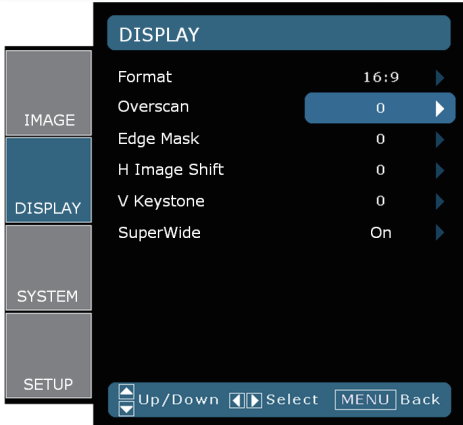 DISPLAY
IMAGE
DISPLAY
SYSTEM
SETUP
Format 16:9
Overscan 0
Edge Mask 0
H Image Shift 0
V Keystone 0
SuperWide On
Up/Down Select MENU Back